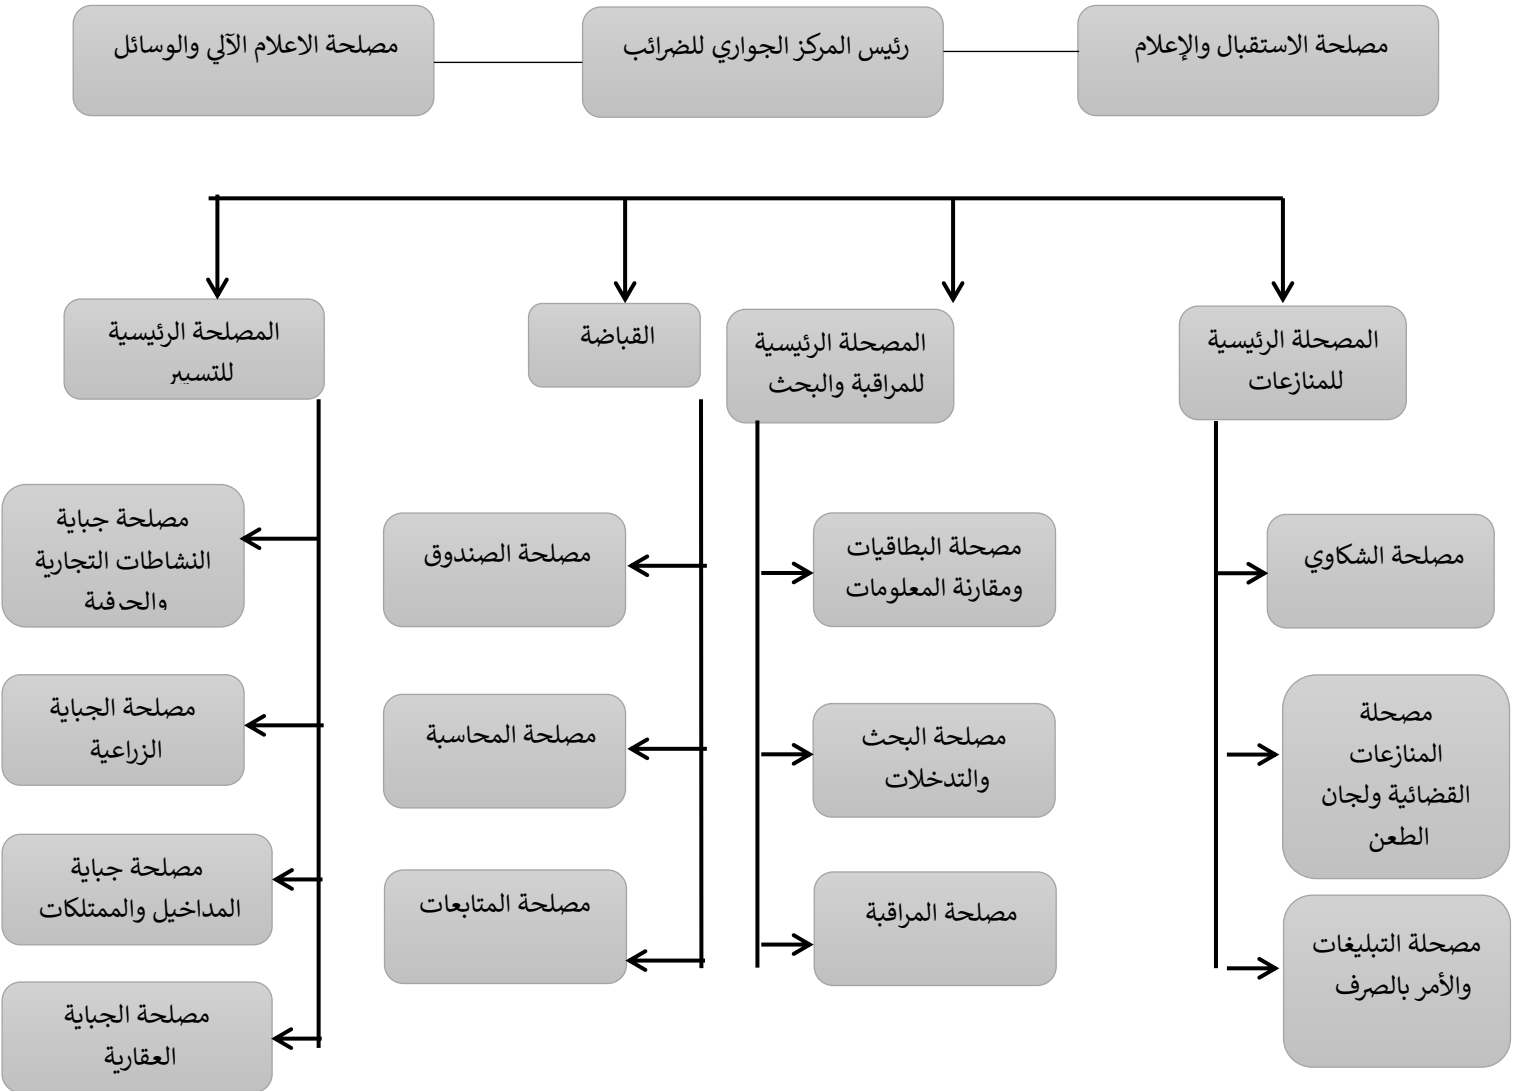 مصلحة الاستقبال والإعلام
رئيس المركز الجواري للضرائب
مصلحة الاعلام الآلي والوسائل
المصحلة الرئيسية
للمنازعات
المصحلة الرئيسية
للمراقبة والبحث
القباضة
المصلحة الرئيسية
للتسيير
مصلحة الشكاوي
مصحلة
المنازعات
القضائية ولجان
الطعن
مصحلة التبليغات
والأمر بالصرف
مصحلة البطاقيات
ومقارنة المعلومات
مصلحة البحث
والتدخلات
مصلحة المراقبة
مصلحة الصندوق
مصلحة المحاسبة
مصلحة المتابعات
مصلحة جباية
النشاطات التجارية
والحرفية
مصلحة الجباية
الزراعية
مصلحة جباية
المداخيل والممتلكات
مصلحة الجباية
العقارية